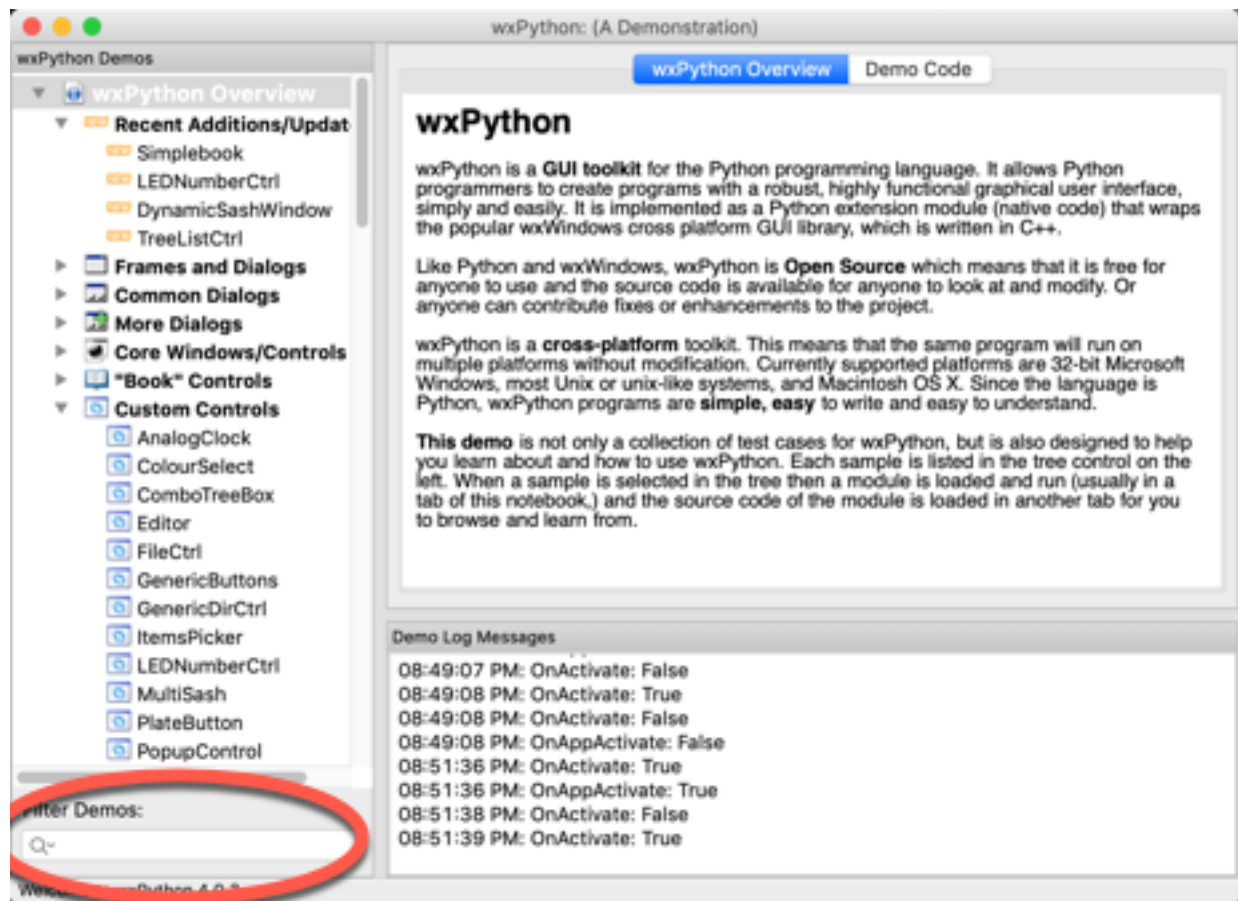 wxPython: (A Demonstration)
wxPython Demos
wxPython Overview
Recent Additions/Updat
Simplebook
LEDNumberCtrl
DynamicSashWindow
TreeListCtrl
Frames and Dialogs
Common Dialogs
More Dialogs
Core Windows/Controls
"Book" Controls
Custom Controls
AnalogClock
ColourSelect
ComboTreeBox
Editor
FileCtrl
GenericButtons
GenericDirCtrl
ItemsPicker
LEDNumberCtrl
MultiSash
PlateButton
PopupControl
Filter Demos:
wxPython Overview
Demo Code
wxPython
wxPython is a GUI toolkit for the Python programming language. It allows Python
programmers to create programs with a robust, highly functional graphical user interface,
simply and easily. It is implemented as a Python extension module (native code) that wraps
the popular wxWindows cross platform GUI library, which is written in C++.
Like Python and wxWindows, wxPython is Open Source which means that it is free for
anyone to use and the source code is available for anyone to look at and modify. Or
anyone can contribute fixes or enhancements to the project.
wxPython is a cross-platform toolkit. This means that the same program will run on
multiple platforms without modification. Currently supported platforms are 32-bit Microsoft
Windows, most Unix or unix-like systems, and Macintosh OS X. Since the language is
Python, wxPython programs are simple, easy to write and easy to understand.
This demo is not only a collection of test cases for wxPython, but is also designed to help
you learn about and how to use wxPython. Each sample is listed in the tree control on the
left. When a sample is selected in the tree then a module is loaded and run (usually in a
tab of this notebook,) and the source code of the module is loaded in another tab for you
to browse and learn from.
Demo Log Messages
08:49:07 PM: OnActivate: False
08:49:08 PM: OnActivate: True
08:49:08 PM: OnActivate: False
08:49:08 PM: OnAppActivate: False
08:51:36 PM: OnActivate: True
08:51:36 PM: OnAppActivate: True
08:51:38 PM: OnActivate: False
08:51:39 PM: OnActivate: True